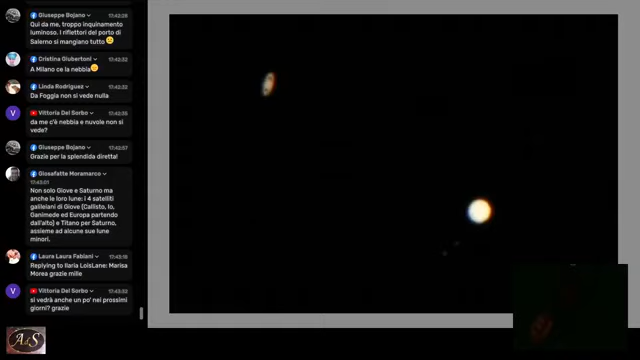 Giuseppe Bojano 17:42:28
Qui da me, troppo inquinamento
luminoso. I riflettori del porto di
Salerno si mangiano tutto
Cristina Giubertoni 17:42:32
A Milano ce la nebbia
Linda Rodriguez 17:42:32
Da Foggia non si vede nulla
V Vittoria Del Sorbo 17:42:35
da me c'è nebbia e nuvole non si
vede?
Giuseppe Bojano 17:42:57
Grazie per la splendida diretta!
Giosafatte Moramarco
17:43:01
Non solo Giove e Saturno ma
anche le loro lune: i 4 satelliti
galileiani di Giove (Callisto, Io,
Ganimede ed Europa partendo
dall'alto) e Titano per Saturno,
assieme ad alcune sue lune
minori.
Laura Laura Fabiani 17:43:18
Replying to Ilaria LoisLane: Marisa
Morea grazie mille
V Vittoria Del Sorbo 17:43:32
si vedrà anche un po' nei prossimi
giorni? grazie
AdS